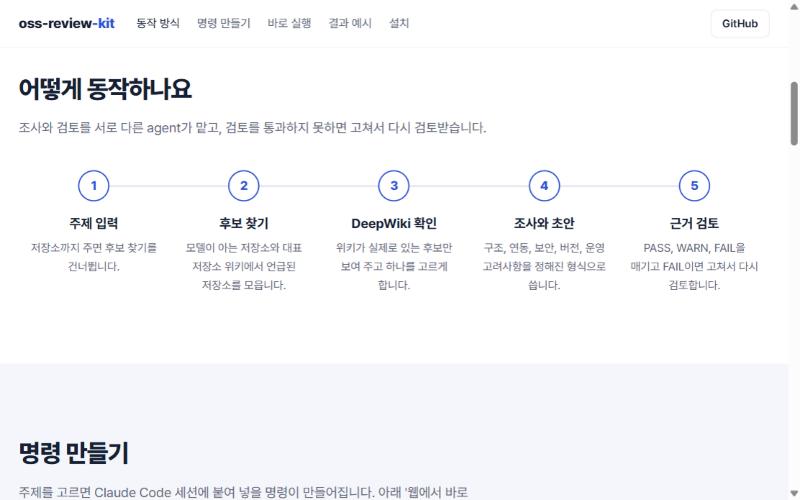 oss-review-kit 동작 방식 명령 만들기 바로 실행 결과 예시 설치 GitHub
어떻게 동작하나요
조사와 검토를 서로 다른 agent가 맡고, 검토를 통과하지 못하면 고쳐서 다시 검토받습니다.
1
주제 입력
저장소까지 주면 후보 찾기를
건너뜁니다.
2
후보 찾기
모델이 아는 저장소와 대표
저장소 위키에서 언급된
저장소를 모읍니다.
3
DeepWiki 확인
위키가 실제로 있는 후보만
보여 주고 하나를 고르게
합니다.
4
조사와 초안
구조, 연동, 보안, 버전, 운영
고려사항을 정해진 형식으로
씁니다.
5
근거 검토
PASS, WARN, FAIL을
매기고 FAIL이면 고쳐서 다시
검토합니다.
명령 만들기
주제를 고르면 Claude Code 세션에 붙여 넣을 명령이 만들어집니다. 아래 '웹에서 바로